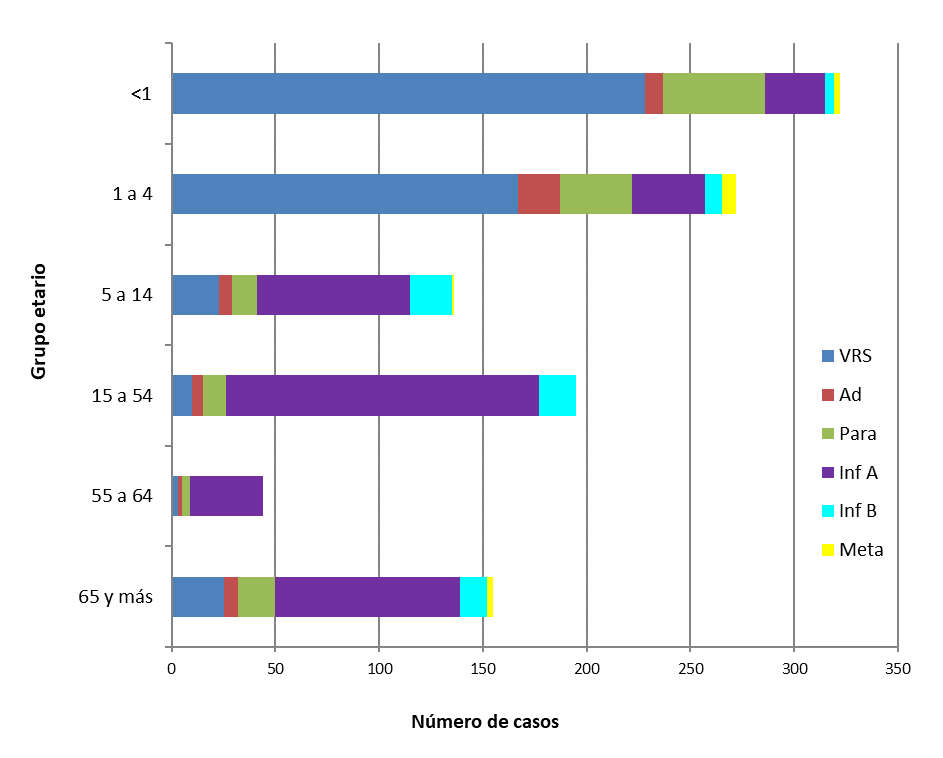 <1
1 a 4
5 a 14
15 a 54
55 a 64
65 y más
Grupo etario
0 50 100 150 200 250 300 350
Número de casos
VRS
Ad
Para
Inf A
Inf B
Meta